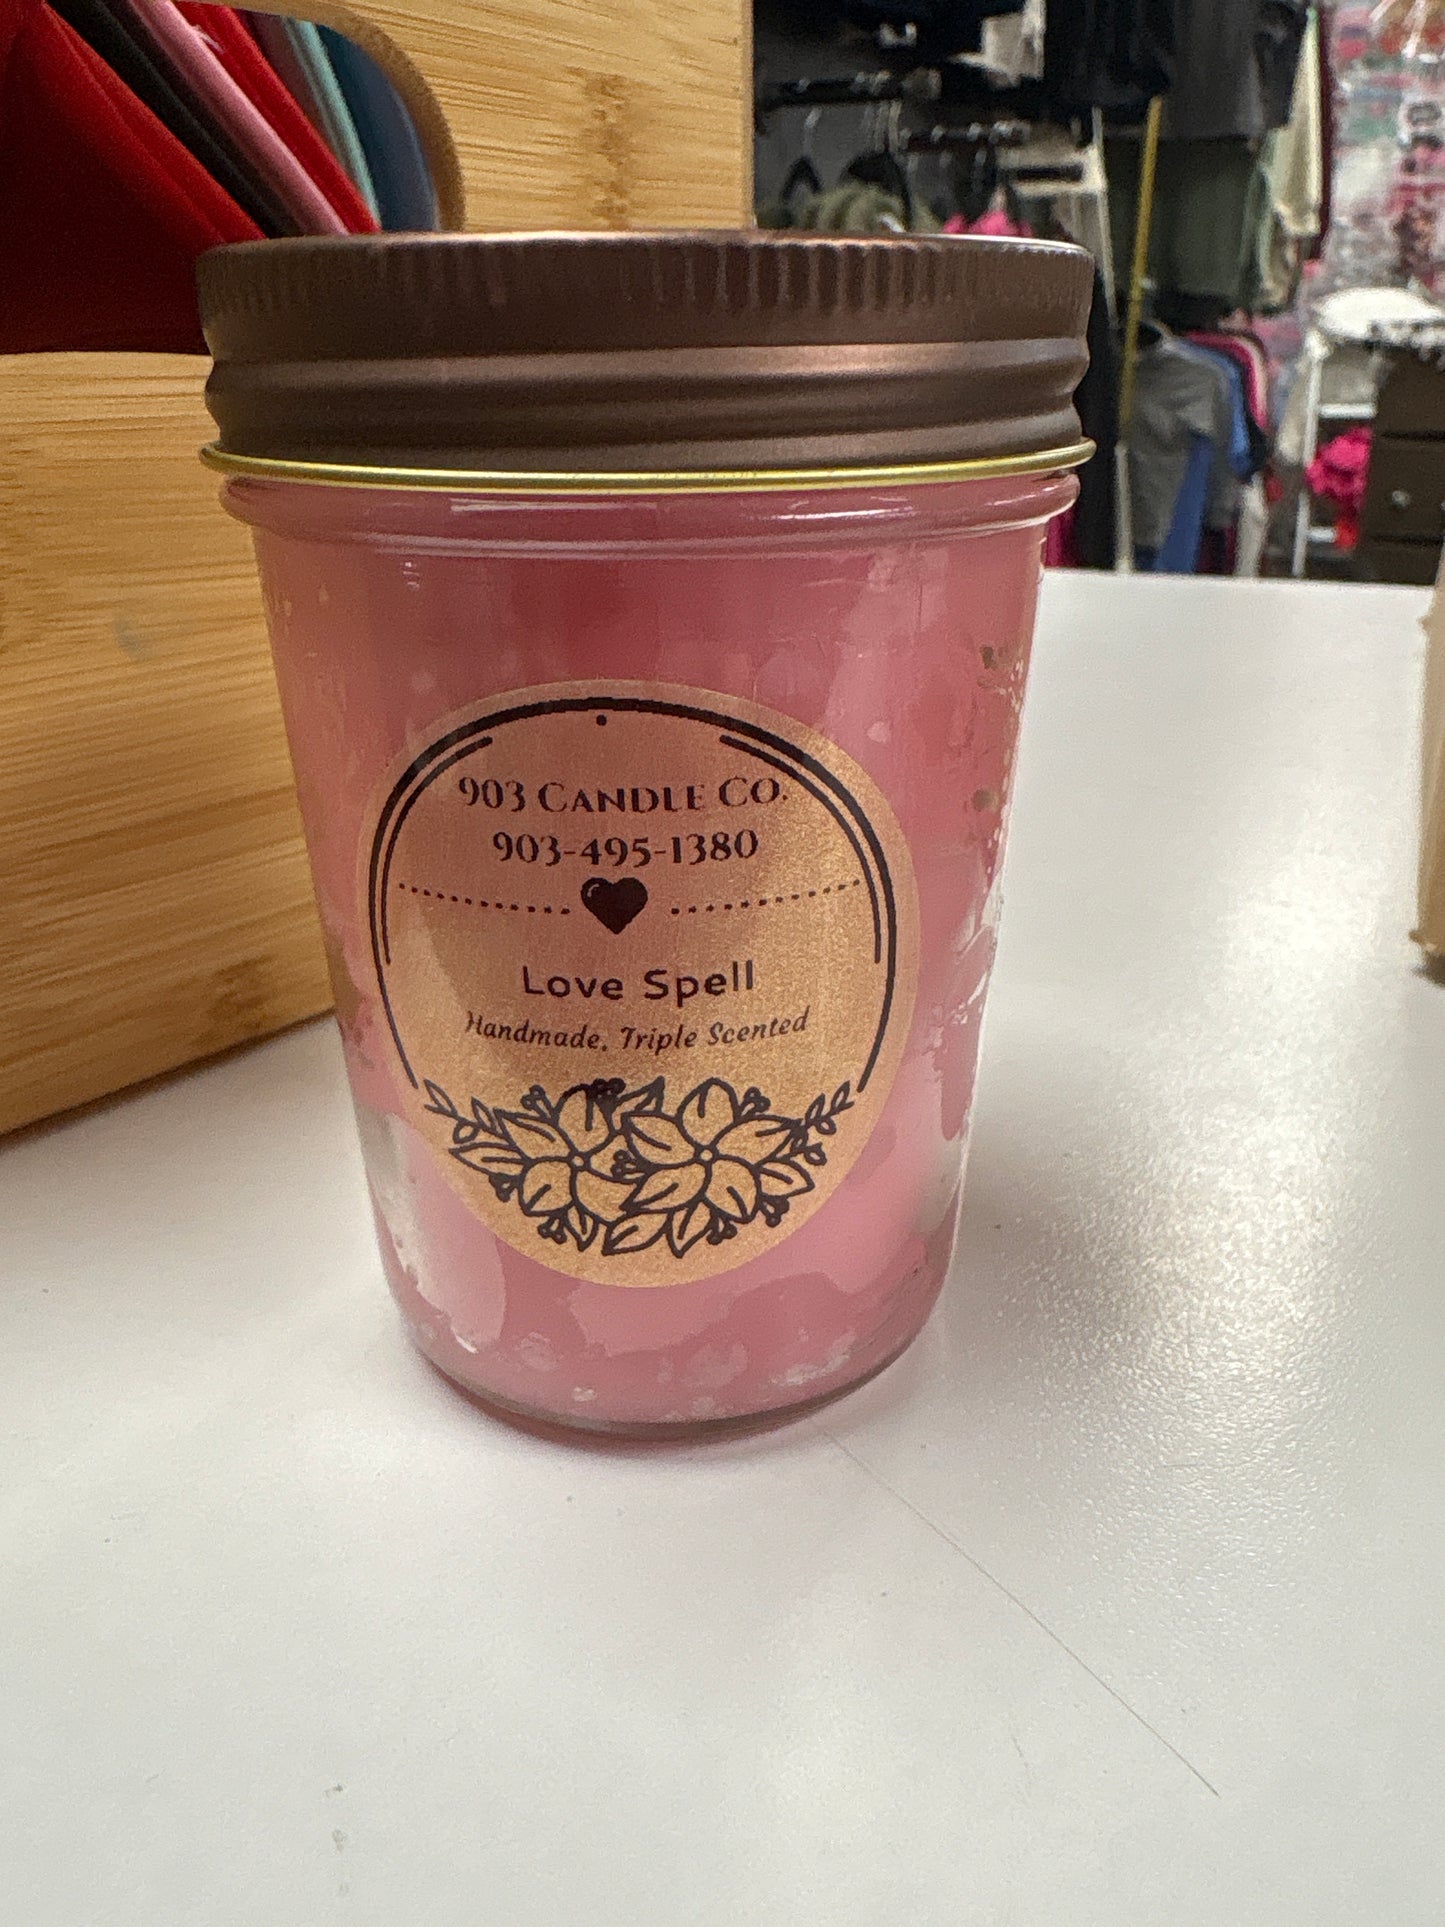 903 Candle Co.
903-495-1380
Love Spell
Handmade, Triple Scented